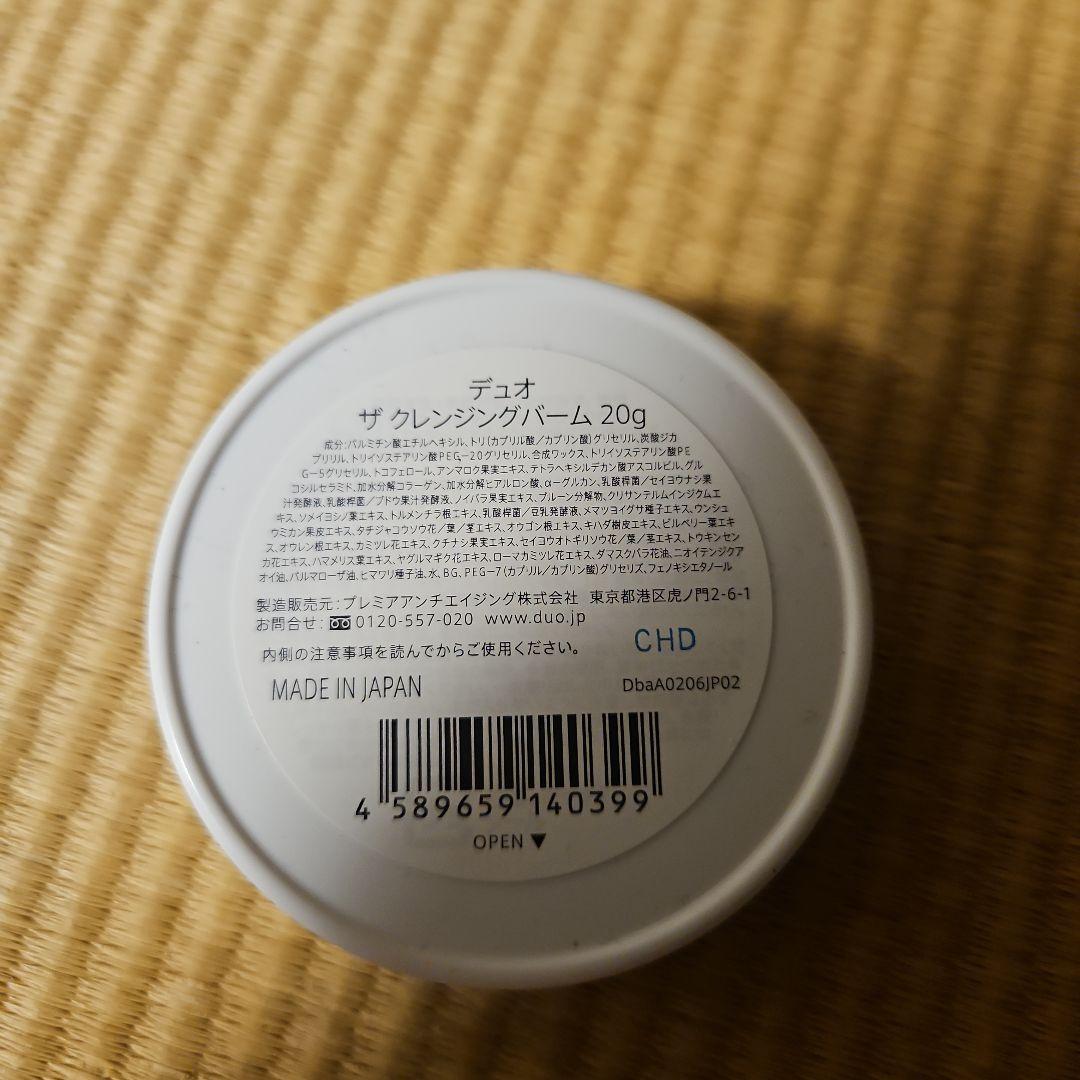 デュオ
ザ クレンジングバーム 20g
成分:パルミチン酸エチルヘキシル、トリ(カプリル酸/カプリン酸)グリセリル、炭酸ジカ
プリリル、トリイソステアリン酸PEG-20グリセリル、合成ワックス、トリイソステアリン酸PE
G-5グリセリル、トコフェロール、アンマロク果実エキス、テトラヘキシルデカン酸アスコルビル、グル
コシルセラミド、加水分解コラーゲン、加水分解ヒアルロン酸、α-グルカン、乳酸桿菌/セイヨウナシ果
汁発酵液、乳酸桿菌/ブドウ果汁発酵液、ノイバラ果実エキス、プルーン分解物、クリサンテルムインジクムエ
キス、ソメイヨシノ葉エキス、トルメンチラ根エキス、乳酸桿菌/豆乳発酵液、メマツヨイグサ種子エキス、ウンシュ
ウミカン果皮エキス、タチジャコウソウ花/葉/茎エキス、オウゴン根エキス、キハダ樹皮エキス、ビルベリー葉エキ
ス、オウレン根エキス、カミツレ花エキス、クチナシ果実エキス、セイヨウオトギリソウ花/葉/茎エキス、トウキンセン
カ花エキス、ハマメリス葉エキス、ヤグルマギク花エキス、ローマカミツレ花エキス、ダマスクバラ花油、ニオイテンジクア
オイ油、パルマローザ油、ヒマワリ種子油、水、BG、PEG-7(カプリル/カプリン酸)グリセリズ、フェノキシエタノール
製造販売元:プレミアアンチエイジング株式会社 東京都港区虎ノ門2-6-1
お問合せ: 0120-557-020 www.duo.jp
内側の注意事項を読んでからご使用ください。 CHD
MADE IN JAPAN DbaA0206JP02
4 589659 140399
OPEN ▼